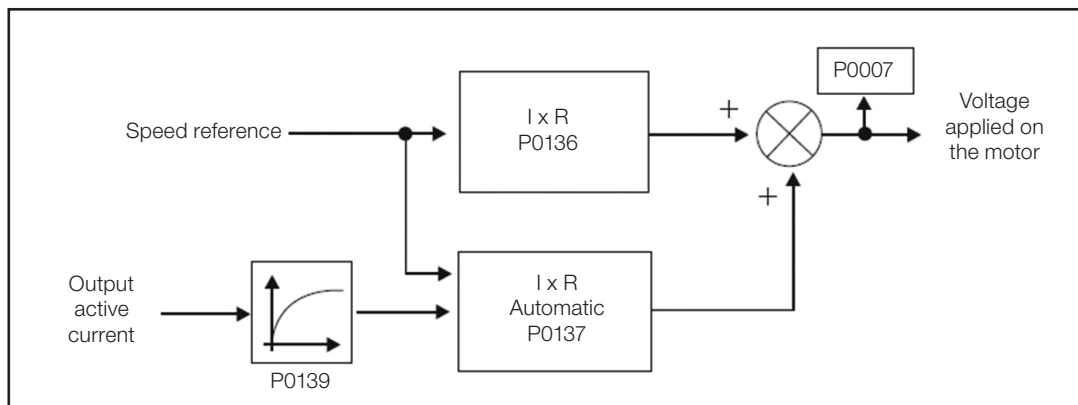 P0007
Speed reference
I x R
P0136
+
Voltage
applied on
the motor
+
Output
active
current
P0139
I x R
Automatic
P0137